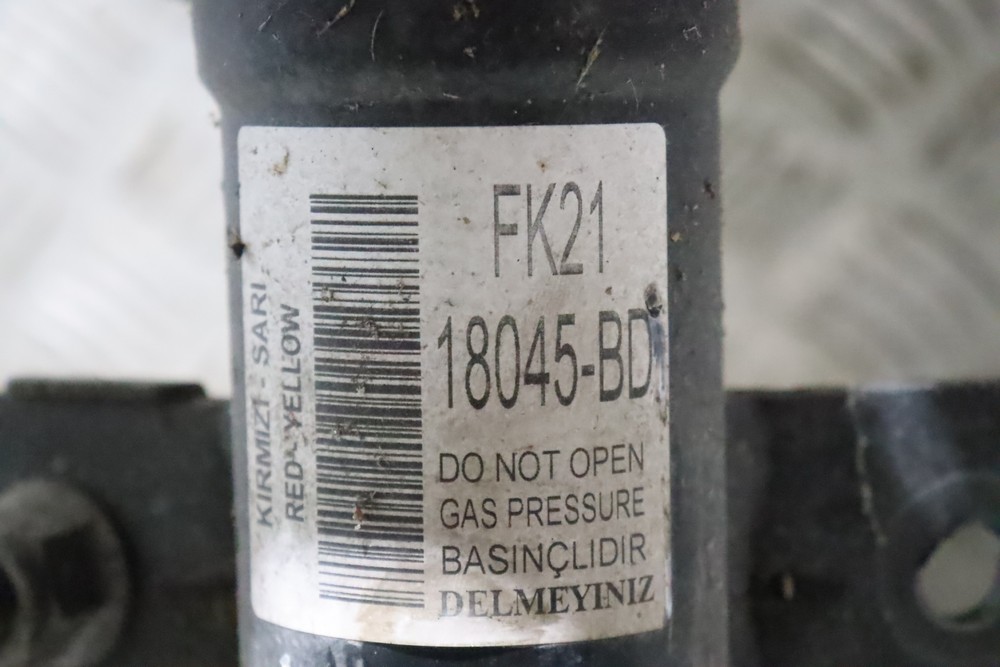 KIRMIZI - SARI
RED-YELLOW
FK21
18045-BD
DO NOT OPEN
GAS PRESSURE
BASINÇLIDIR
DELMEYINIZ